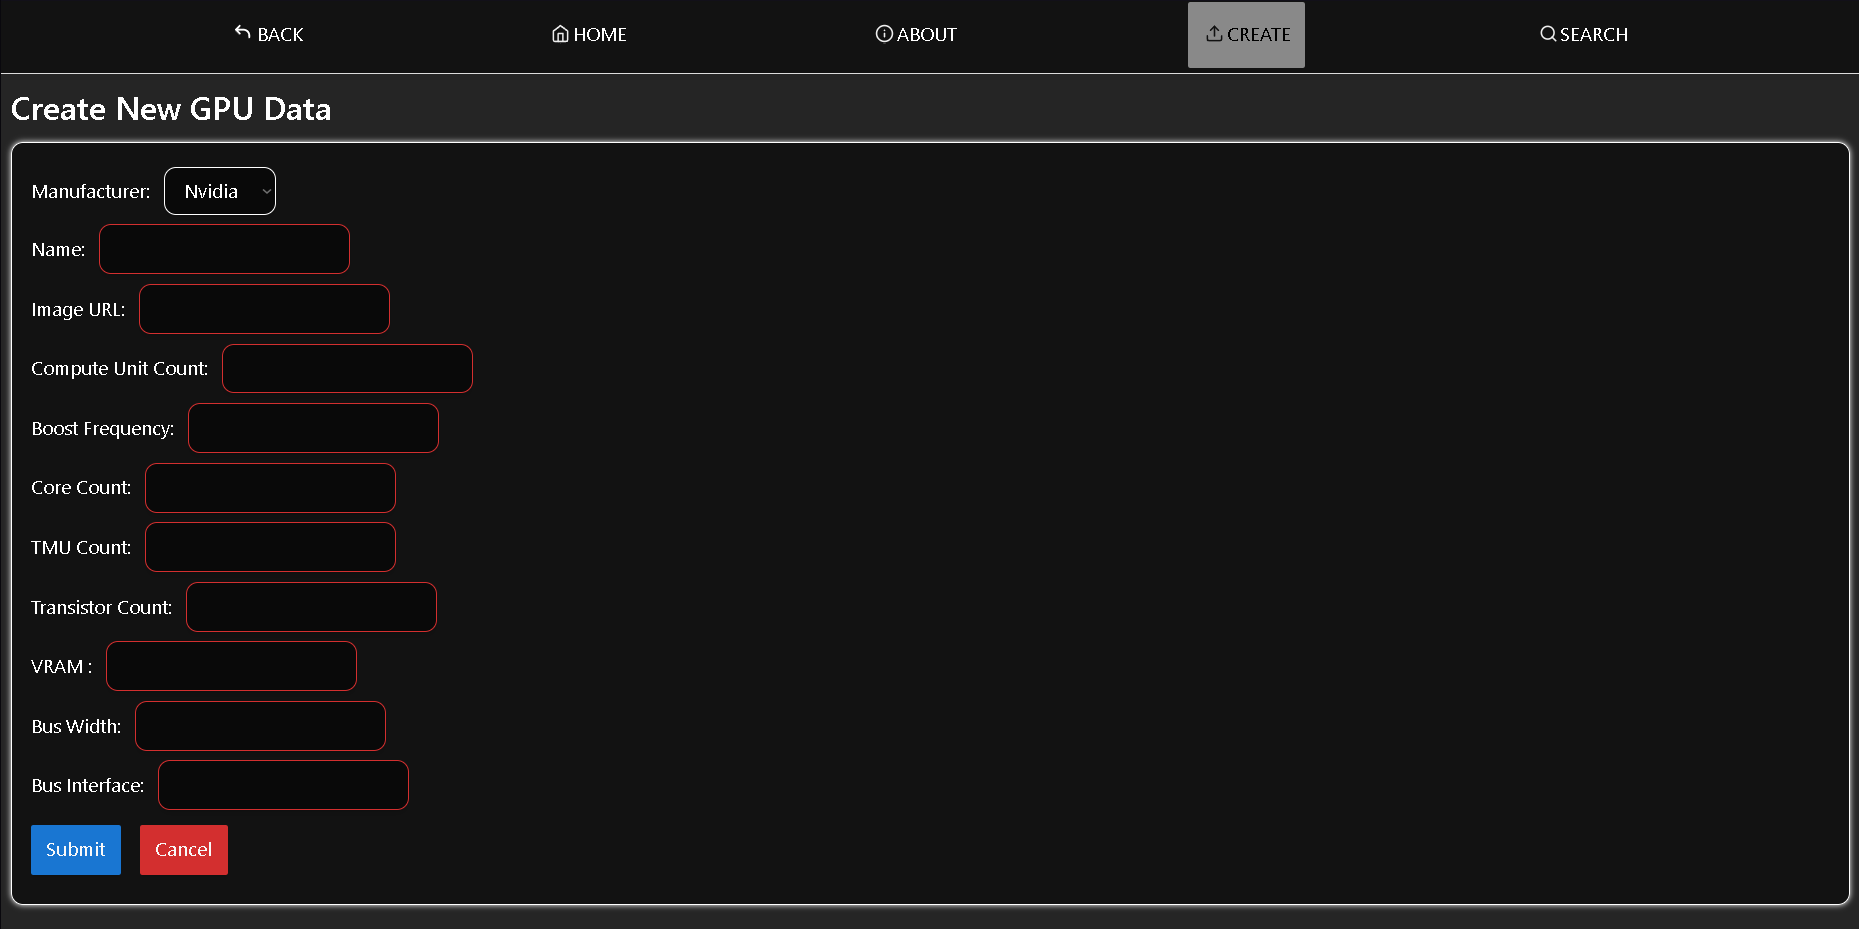 BACK HOME ABOUT CREATE SEARCH
Create New GPU Data
Manufacturer: Nvidia
Name:
Image URL:
Compute Unit Count:
Boost Frequency:
Core Count:
TMU Count:
Transistor Count:
VRAM :
Bus Width:
Bus Interface:
Submit Cancel